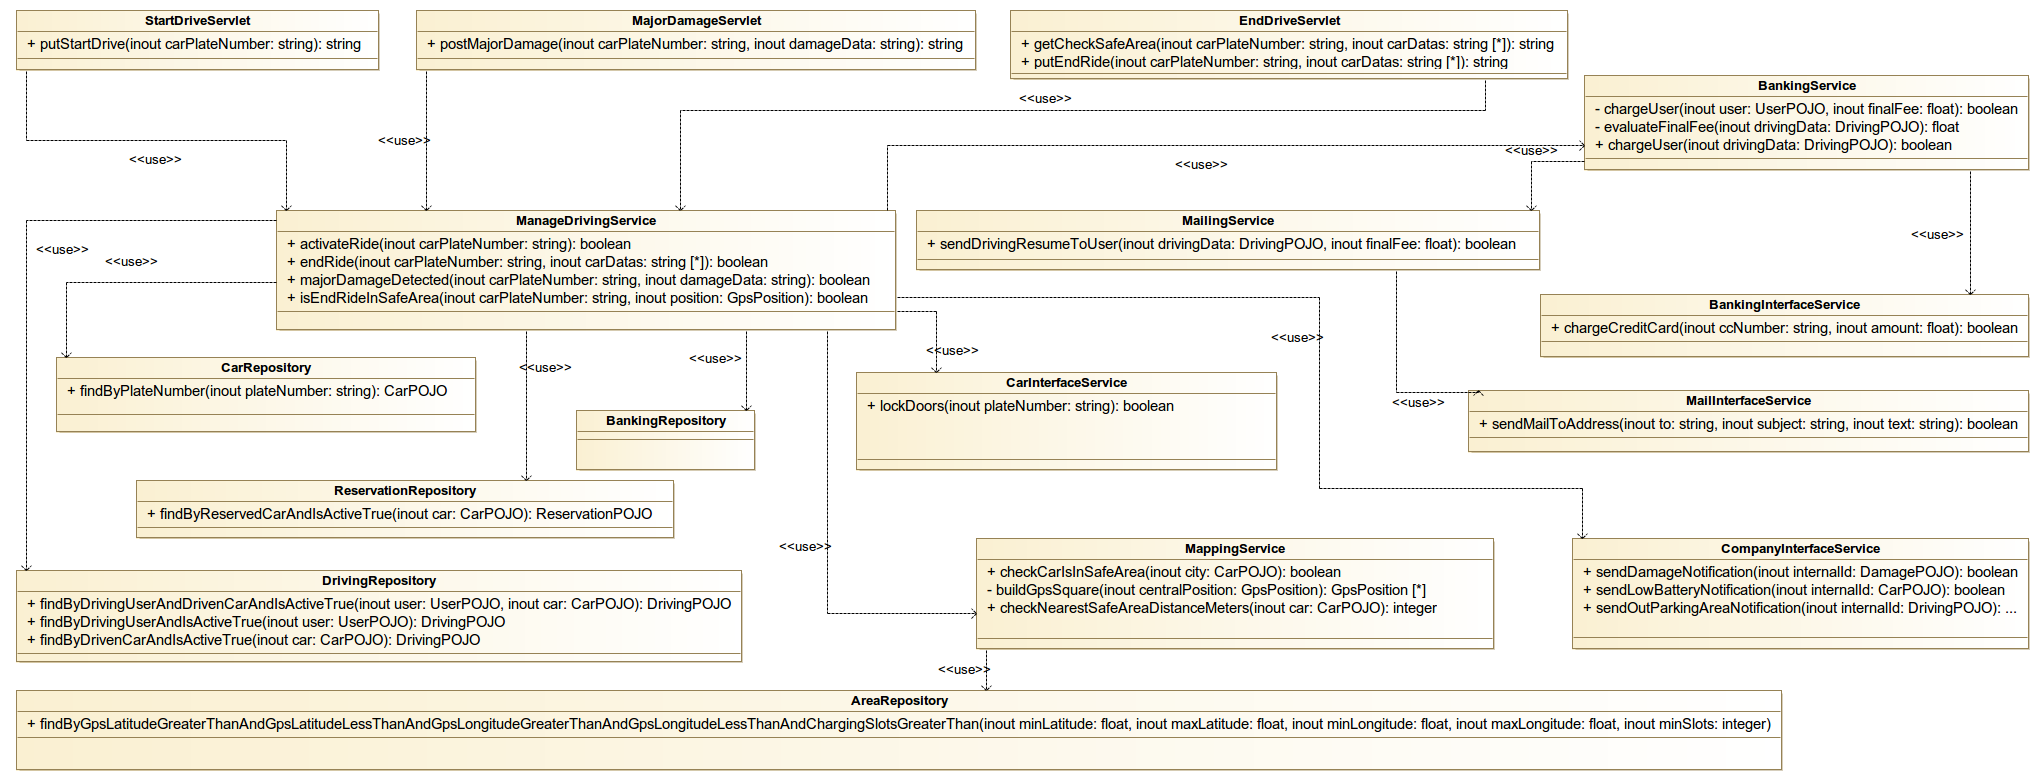 StartDriveServlet
+ putStartDrive(inout carPlateNumber: string): string
MajorDamageServlet
+ postMajorDamage(inout carPlateNumber: string, inout damageData: string): string
EndDriveServlet
+ getCheckSafeArea(inout carPlateNumber: string, inout carDatas: string [*]): string
+ putEndRide(inout carPlateNumber: string, inout carDatas: string [*]): string
BankingService
- chargeUser(inout user: UserPOJO, inout finalFee: float): boolean
- evaluateFinalFee(inout drivingData: DrivingPOJO): float
+ chargeUser(inout drivingData: DrivingPOJO): boolean
<<use>>
<<use>>
<<use>>
<<use>>
<<use>>
ManageDrivingService
+ activateRide(inout carPlateNumber: string): boolean
+ endRide(inout carPlateNumber: string, inout carDatas: string [*]): boolean
+ majorDamageDetected(inout carPlateNumber: string, inout damageData: string): boolean
+ isEndRideInSafeArea(inout carPlateNumber: string, inout position: GpsPosition): boolean
MailingService
+ sendDrivingResumeToUser(inout drivingData: DrivingPOJO, inout finalFee: float): boolean
<<use>>
<<use>>
<<use>>
BankingInterfaceService
+ chargeCreditCard(inout ccNumber: string, inout amount: float): boolean
<<use>>
<<use>>
<<use>>
<<use>>
CarRepository
+ findByPlateNumber(inout plateNumber: string): CarPOJO
BankingRepository
CarInterfaceService
+ lockDoors(inout plateNumber: string): boolean
<<use>>
MailInterfaceService
+ sendMailToAddress(inout to: string, inout subject: string, inout text: string): boolean
ReservationRepository
+ findByReservedCarAndIsActiveTrue(inout car: CarPOJO): ReservationPOJO
<<use>>
MappingService
+ checkCarIsInSafeArea(inout city: CarPOJO): boolean
- buildGpsSquare(inout centralPosition: GpsPosition): GpsPosition [*]
+ checkNearestSafeAreaDistanceMeters(inout car: CarPOJO): integer
CompanyInterfaceService
+ sendDamageNotification(inout internalId: DamagePOJO): boolean
+ sendLowBatteryNotification(inout internalId: CarPOJO): boolean
+ sendOutParkingAreaNotification(inout internalId: DrivingPOJO): ...
DrivingRepository
+ findByDrivingUserAndDrivenCarAndIsActiveTrue(inout user: UserPOJO, inout car: CarPOJO): DrivingPOJO
+ findByDrivingUserAndIsActiveTrue(inout user: UserPOJO): DrivingPOJO
+ findByDrivenCarAndIsActiveTrue(inout car: CarPOJO): DrivingPOJO
<<use>>
AreaRepository
+ findByGpsLatitudeGreaterThanAndGpsLatitudeLessThanAndGpsLongitudeGreaterThanAndGpsLongitudeLessThanAndChargingSlotsGreaterThan(inout minLatitude: float, inout maxLatitude: float, inout minLongitude: float, inout maxLongitude: float, inout minSlots: integer)